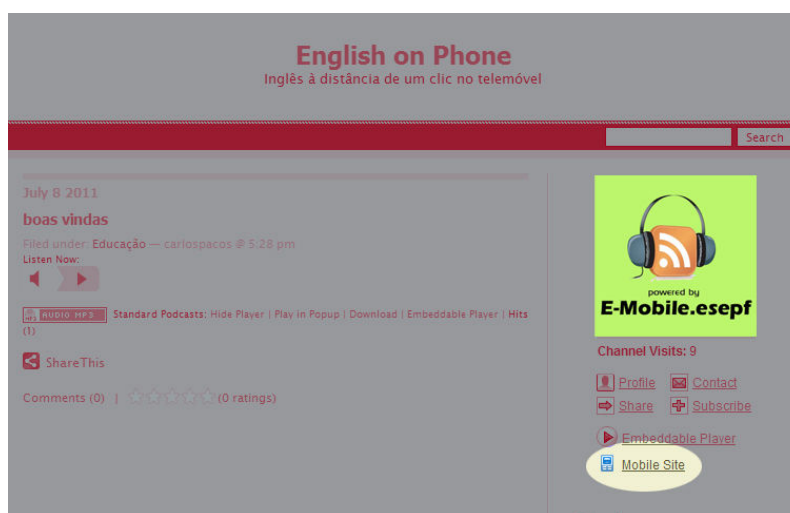 English on Phone
Inglês à distância de um clic no telemóvel
Search
July 8 2011
boas vindas
Filed under: Educação — carlospacos @ 5:28 pm
Listen Now:
AUDIO MP3 Standard Podcasts: Hide Player | Play in Popup | Download | Embeddable Player | Hits
(1)
ShareThis
Comments (0) | (0 ratings)
powered by
E-Mobile.esepf
Channel Visits: 9
Profile Contact
Share Subscribe
Embeddable Player
Mobile Site